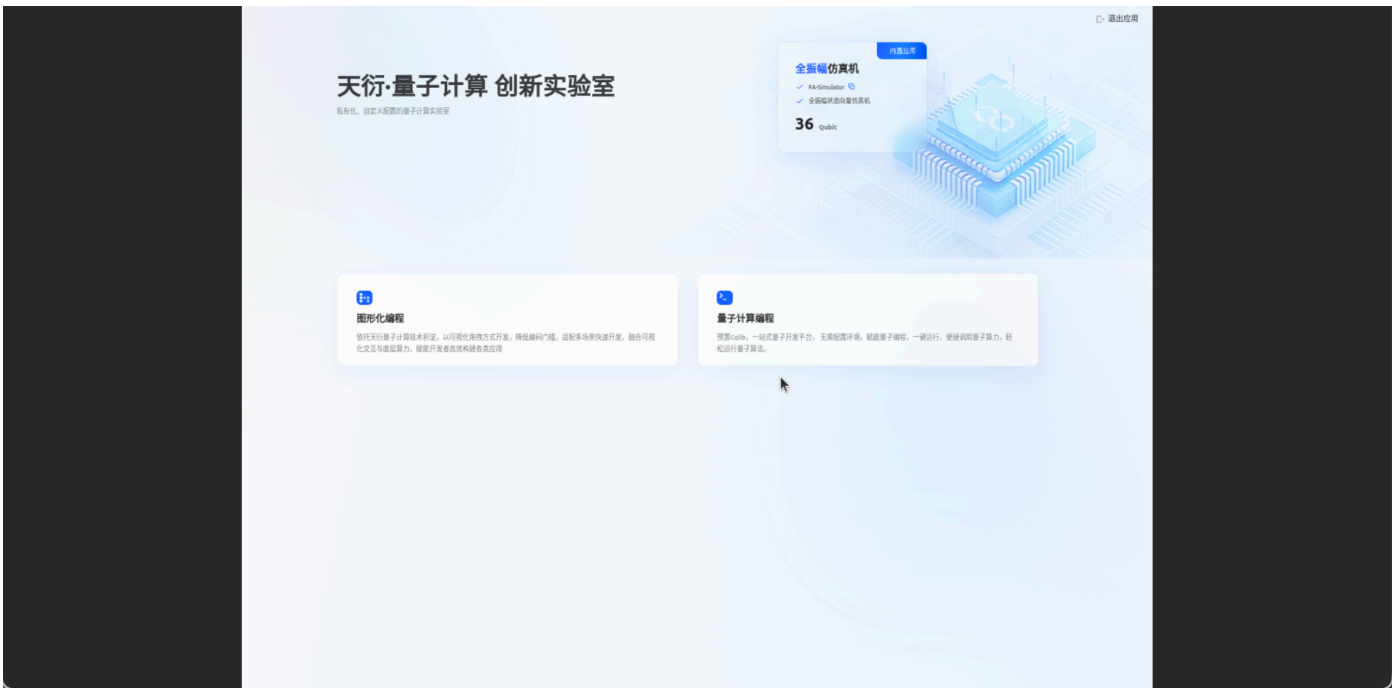 退出应用
天衍·量子计算 创新实验室
私有化、自定义配置的量子计算实验室
内置应用
全振幅仿真机
FA-Simulator
全振幅状态向量仿真机
36 Qubit
图形化编程
依托天衍量子计算技术积淀，以可视化拖拽方式开发，降低编码门槛，适配多场景快速开发，融合可视
化交互与底层算力，赋能开发者高效构建各类应用
量子计算编程
预置Cqlib，一站式量子开发平台，无需配置环境，赋能量子编程，一键运行，便捷调用量子算力，轻
松运行量子算法。